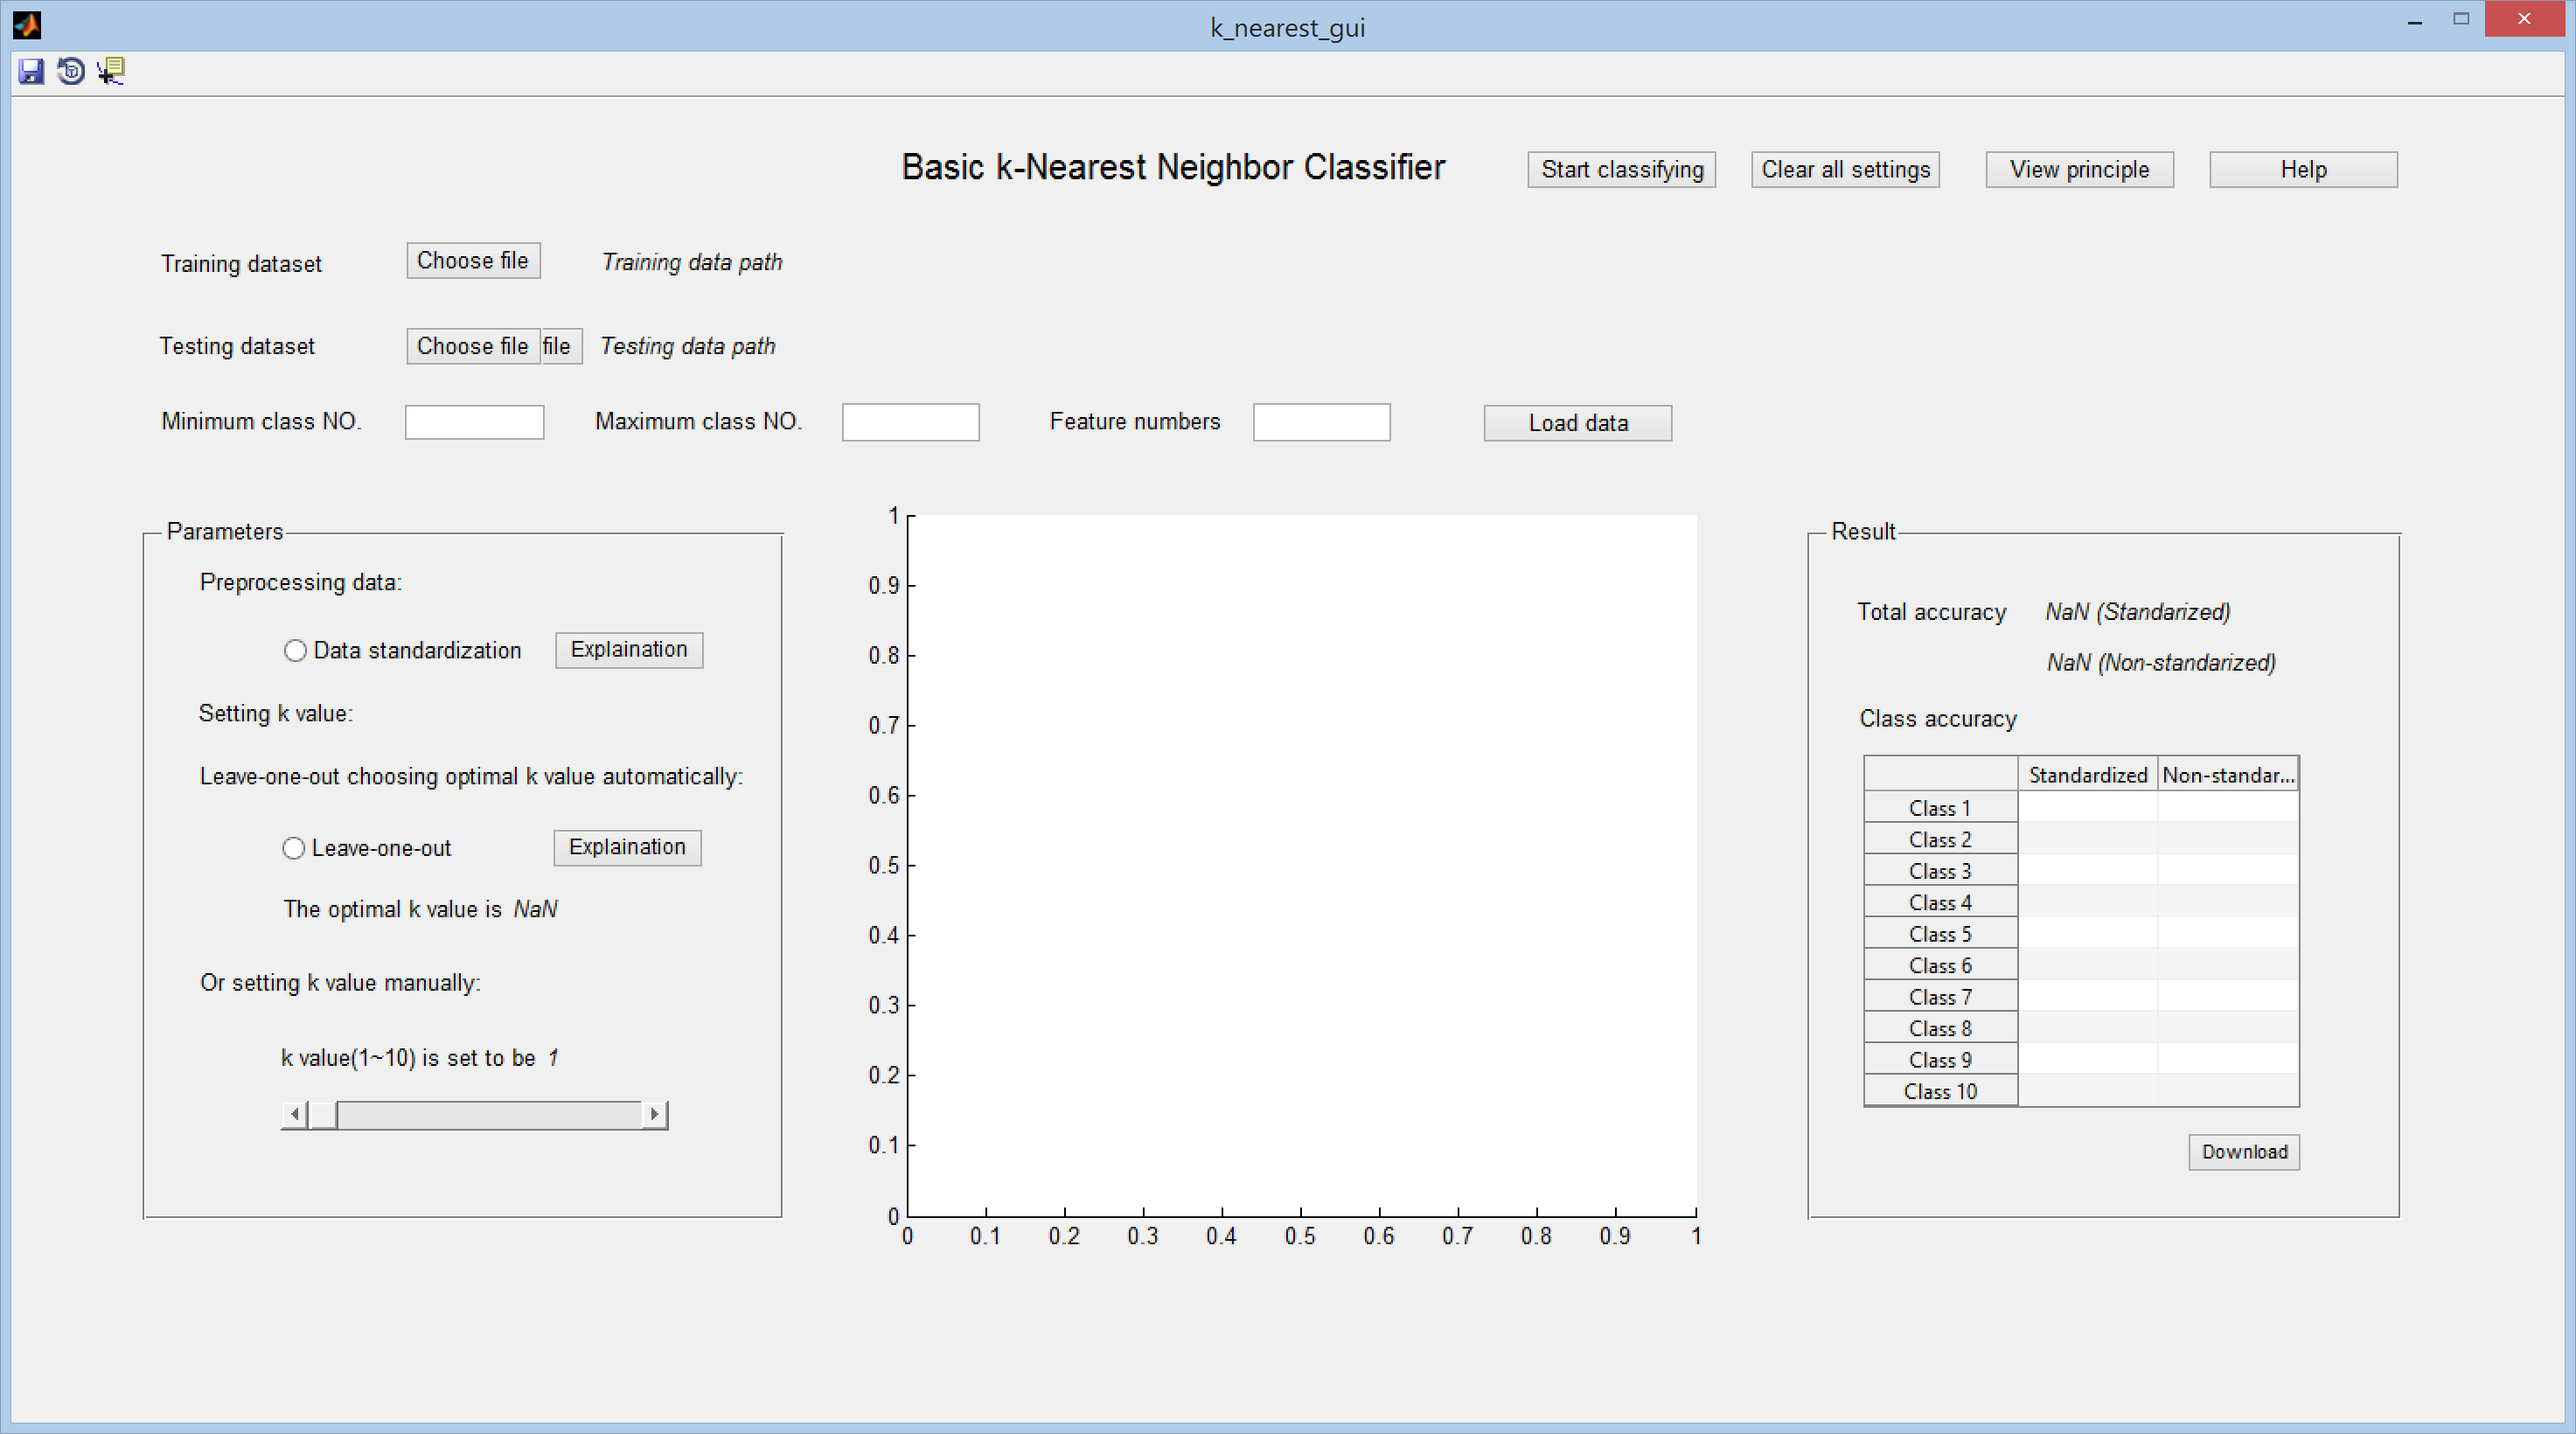 k_nearest_gui
Basic k-Nearest Neighbor Classifier
Start classifying
Clear all settings
View principle
Help
Training dataset
Choose file
Training data path
Testing dataset
Choose file
file
Testing data path
Minimum class NO.
Maximum class NO.
Feature numbers
Load data
Parameters
Preprocessing data:
Data standardization
Explaination
Setting k value:
Leave-one-out choosing optimal k value automatically:
Leave-one-out
Explaination
The optimal k value is NaN
Or setting k value manually:
k value(1~10) is set to be 1
1
0.9
0.8
0.7
0.6
0.5
0.4
0.3
0.2
0.1
0
0 0.1 0.2 0.3 0.4 0.5 0.6 0.7 0.8 0.9 1
Result
Total accuracy NaN (Standarized)
NaN (Non-standarized)
Class accuracy
Standardized Non-standar...
Class 1
Class 2
Class 3
Class 4
Class 5
Class 6
Class 7
Class 8
Class 9
Class 10
Download